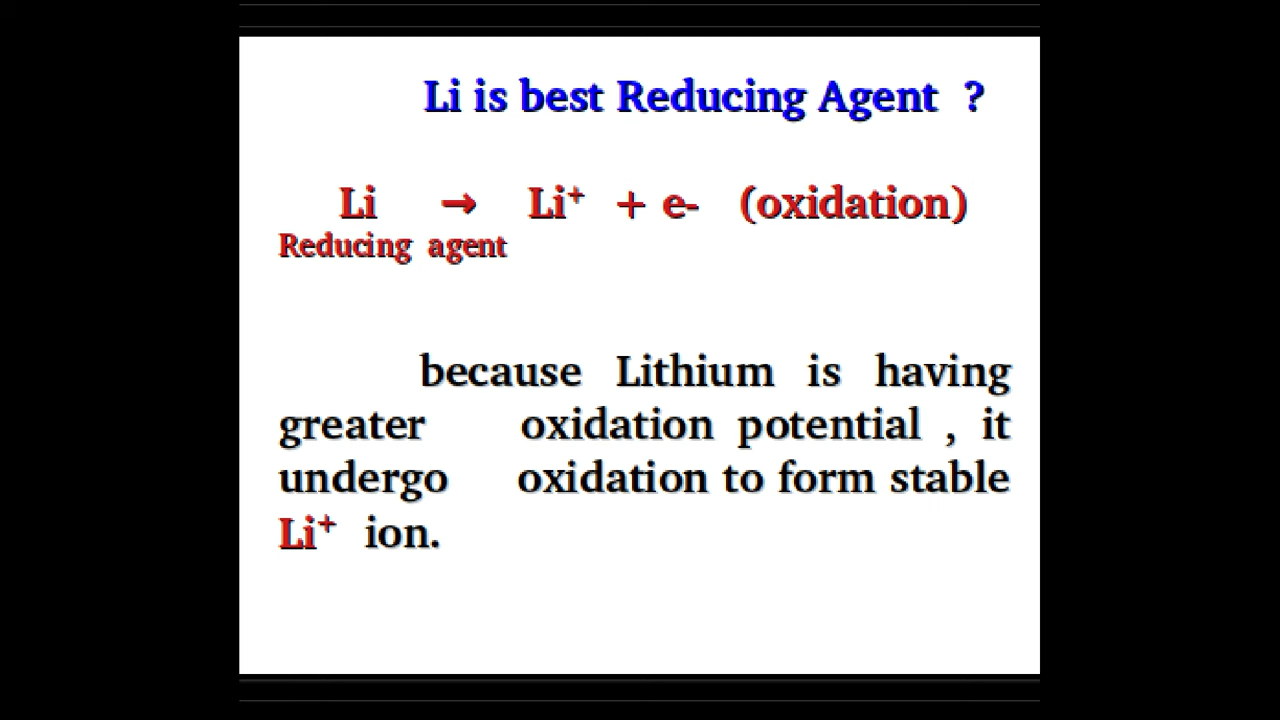 Li is best Reducing Agent ?
Li → Li⁺ + e- (oxidation)
Reducing agent
because Lithium is having
greater oxidation potential , it
undergo oxidation to form stable
Li⁺ ion.